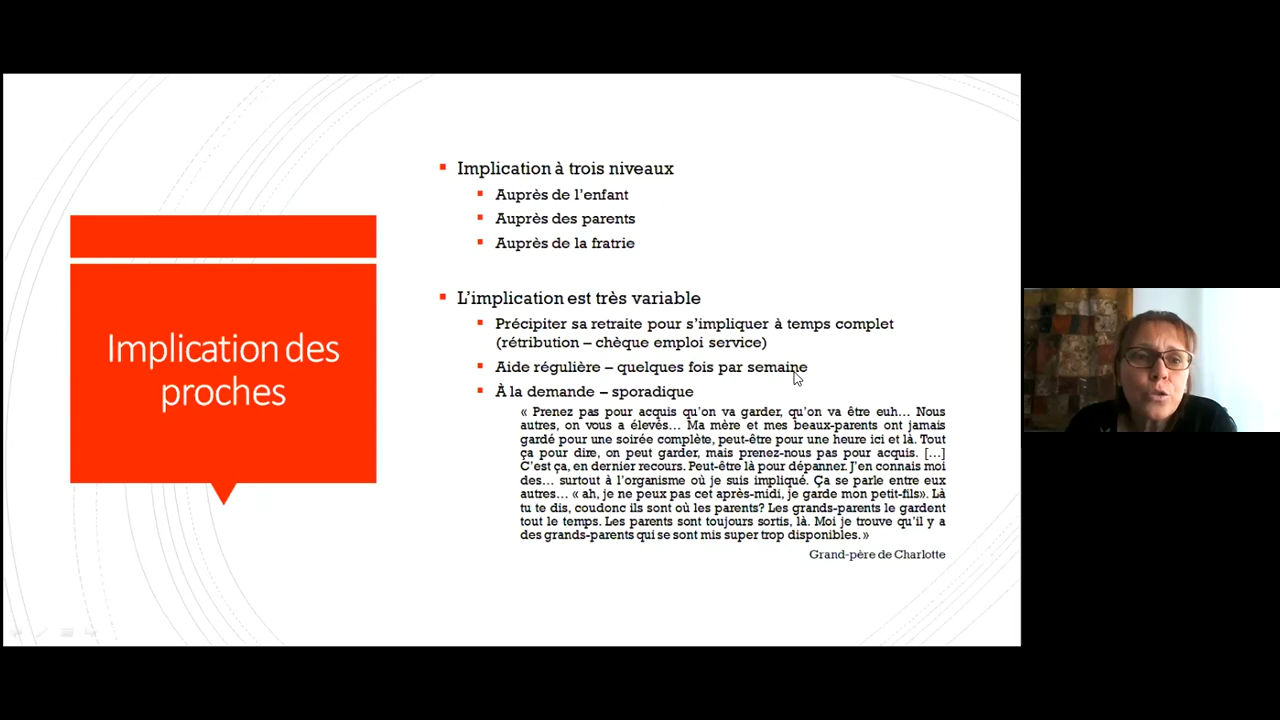 Implication des
proches
Implication à trois niveaux
Auprès de l'enfant
Auprès des parents
Auprès de la fratrie
L'implication est très variable
Précipiter sa retraite pour s'impliquer à temps complet
(rétribution – chèque emploi service)
Aide régulière – quelques fois par semaine
À la demande – sporadique
« Prenez pas pour acquis qu'on va garder, qu'on va être euh… Nous
autres, on vous a élevés… Ma mère et mes beaux-parents ont jamais
gardé pour une soirée complète, peut-être pour une heure ici et là. Tout
ça pour dire, on peut garder, mais prenez-nous pas pour acquis. […]
C'est ça, en dernier recours. Peut-être là pour dépanner. J'en connais moi
des… surtout à l'organisme où je suis impliqué. Ça se parle entre eux
autres… « ah, je ne peux pas cet après-midi, je garde mon petit-fils». Là
tu te dis, coudonc ils sont où les parents? Les grands-parents le gardent
tout le temps. Les parents sont toujours sortis, là. Moi je trouve qu'il y a
des grands-parents qui se sont mis super trop disponibles. »
Grand-père de Charlotte